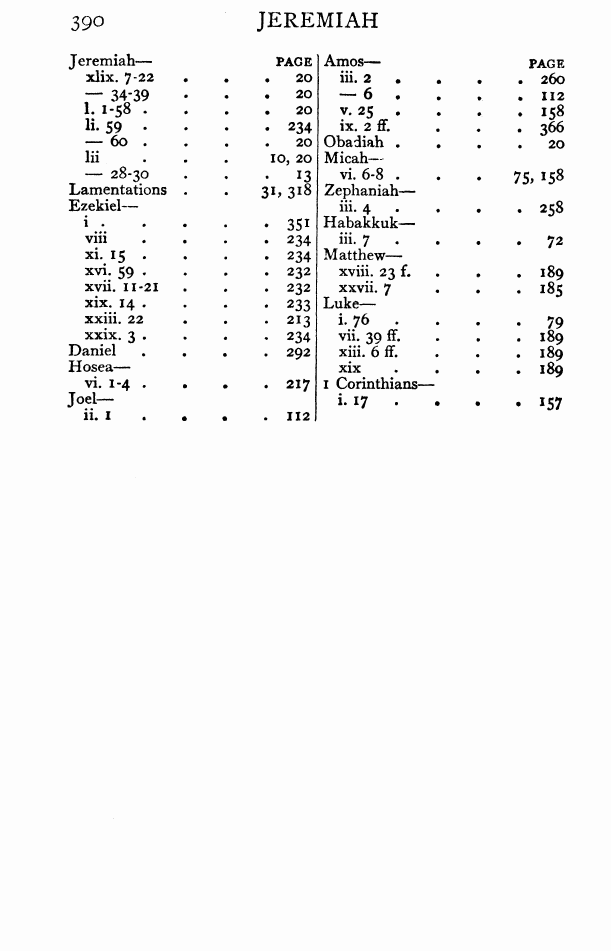 390 JEREMIAH
Jeremiah— PAGE
xlix. 7-22 . . . 20
— 34-39 . . . 20
l. 1-58 . . . . 20
li. 59 . . . . 234
— 60 . . . . 20
lii . . . 10, 20
— 28-30 . . . 13
Lamentations . . 31, 318
Ezekiel—
i . . . . . 351
viii . . . . 234
xi. 15 . . . . 234
xvi. 59 . . . . 232
xvii. 11-21 . . . 232
xix. 14 . . . . 233
xxiii. 22 . . . 213
xxix. 3 . . . . 234
Daniel . . . . 292
Hosea—
vi. 1-4 . . . . 217
Joel—
ii. 1 . . . . 112
Amos— PAGE
iii. 2 . . . . 260
— 6 . . . . 112
v. 25 . . . . 158
ix. 2 ff. . . . 366
Obadiah . . . . 20
Micah—
vi. 6-8 . . . 75, 158
Zephaniah—
iii. 4 . . . . 258
Habakkuk—
iii. 7 . . . . 72
Matthew—
xviii. 23 f. . . . 189
xxvii. 7 . . . 185
Luke—
i. 76 . . . . 79
vii. 39 ff. . . . 189
xiii. 6 ff. . . . 189
xix . . . . 189
1 Corinthians—
i. 17 . . . . 157